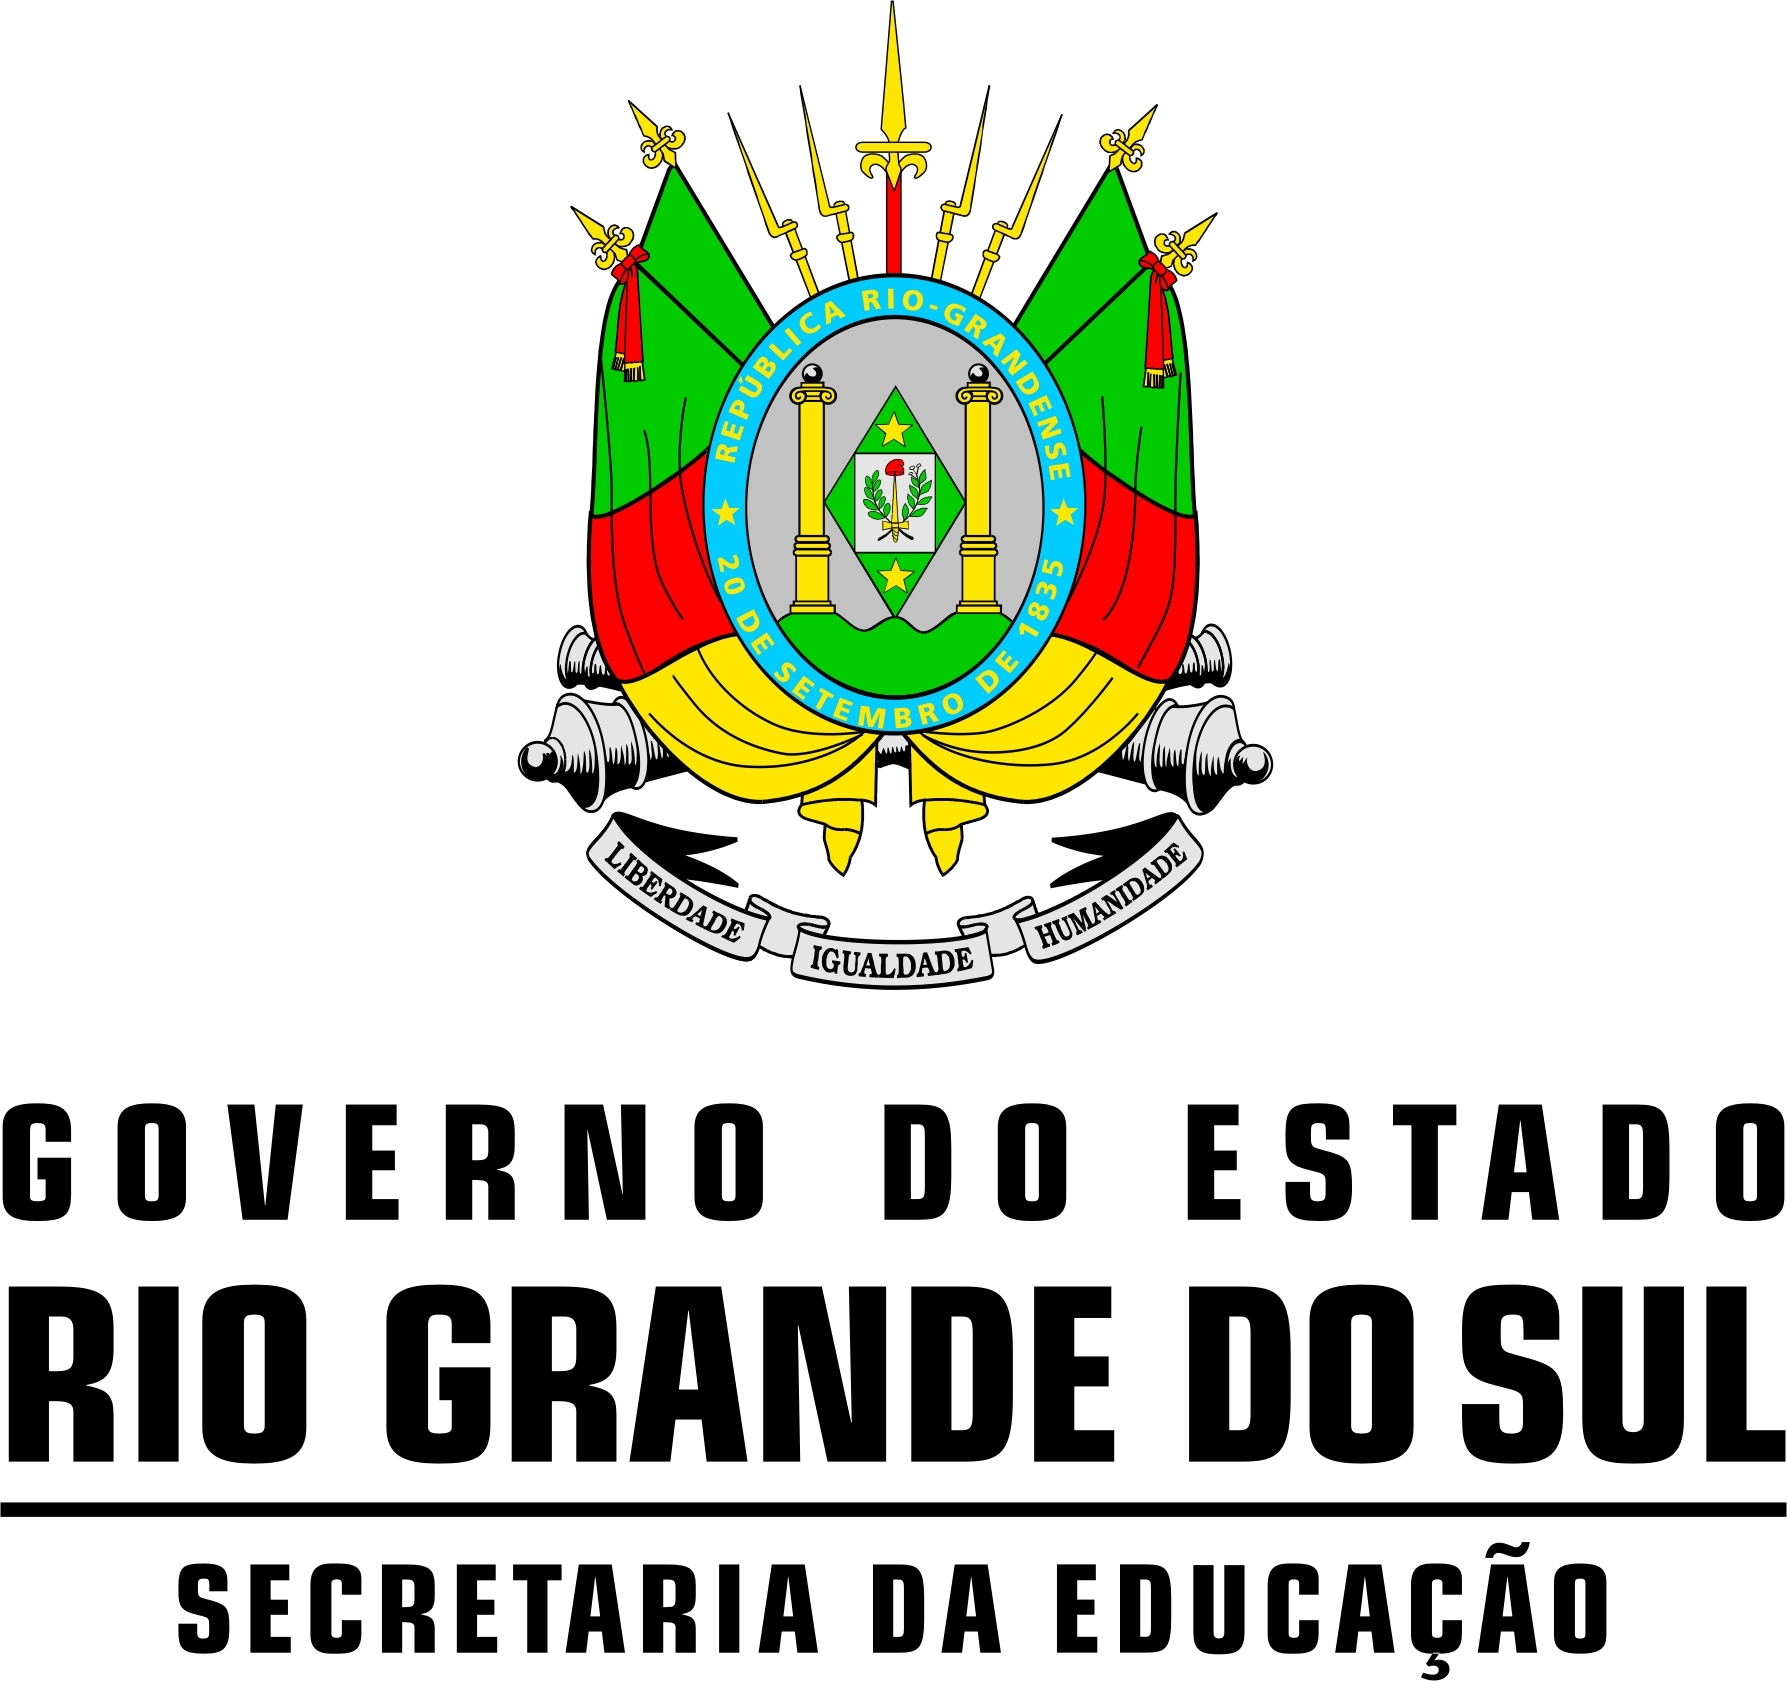 REPÚBLICA RIO-GRANDENSE
20 DE SETEMBRO DE 1835
LIBERDADE
IGUALDADE
HUMANIDADE
GOVERNO DO ESTADO
RIO GRANDE DO SUL
SECRETARIA DA EDUCAÇÃO